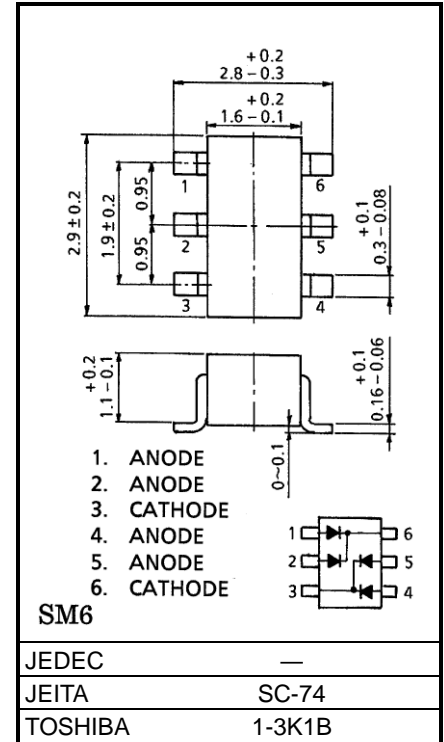 +0.2
2.8−0.3
+0.2
1.6−0.1
2.9±0.2
1.9±0.2
0.95
0.95
1
2
3
6
5
4
+0.1
0.3−0.08
+0.2
1.1−0.1
+0.1
0.16−0.06
0~0.1
1. ANODE
2. ANODE
3. CATHODE
4. ANODE
5. ANODE
6. CATHODE
1
2
3
6
5
4
SM6
JEDEC —
JEITA SC-74
TOSHIBA 1-3K1B